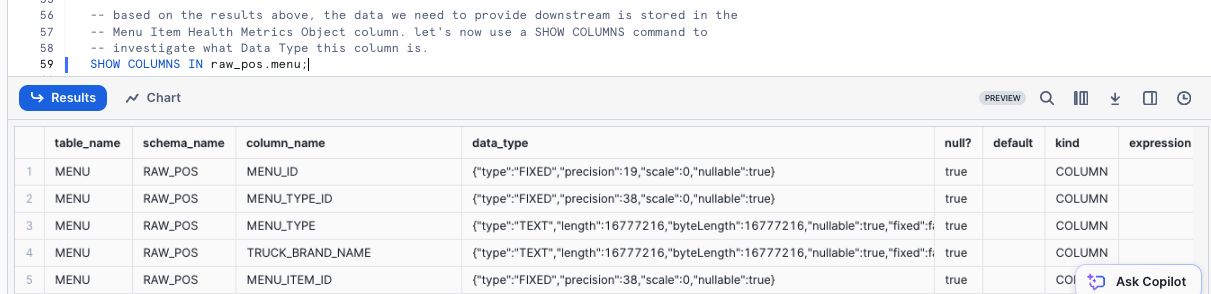 56 -- based on the results above, the data we need to provide downstream is stored in the
57 -- Menu Item Health Metrics Object column. let's now use a SHOW COLUMNS command to
58 -- investigate what Data Type this column is.
59 SHOW COLUMNS IN raw_pos.menu;
Results Chart PREVIEW
table_name schema_name column_name data_type null? default kind expression
1 MENU RAW_POS MENU_ID {"type":"FIXED","precision":19,"scale":0,"nullable":true} true COLUMN
2 MENU RAW_POS MENU_TYPE_ID {"type":"FIXED","precision":38,"scale":0,"nullable":true} true COLUMN
3 MENU RAW_POS MENU_TYPE {"type":"TEXT","length":16777216,"byteLength":16777216,"nullable":true,"fixed":fa true COLUMN
4 MENU RAW_POS TRUCK_BRAND_NAME {"type":"TEXT","length":16777216,"byteLength":16777216,"nullable":true,"fixed":fa true COLUMN
5 MENU RAW_POS MENU_ITEM_ID {"type":"FIXED","precision":38,"scale":0,"nullable":true} true
Ask Copilot